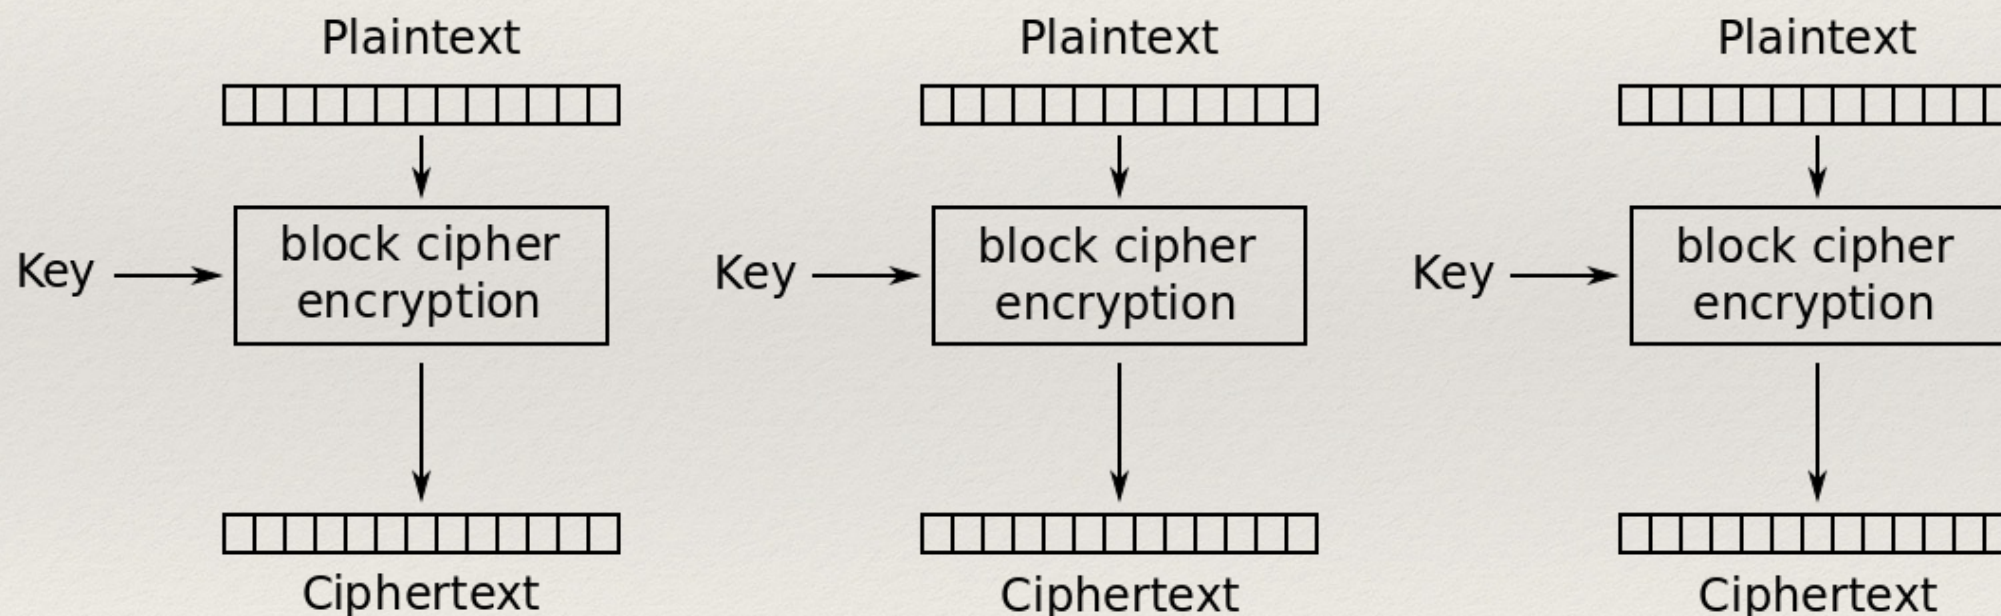 Plaintext
Plaintext
Plaintext
Key
block cipher
encryption
Key
block cipher
encryption
Key
block cipher
encryption
Ciphertext
Ciphertext
Ciphertext